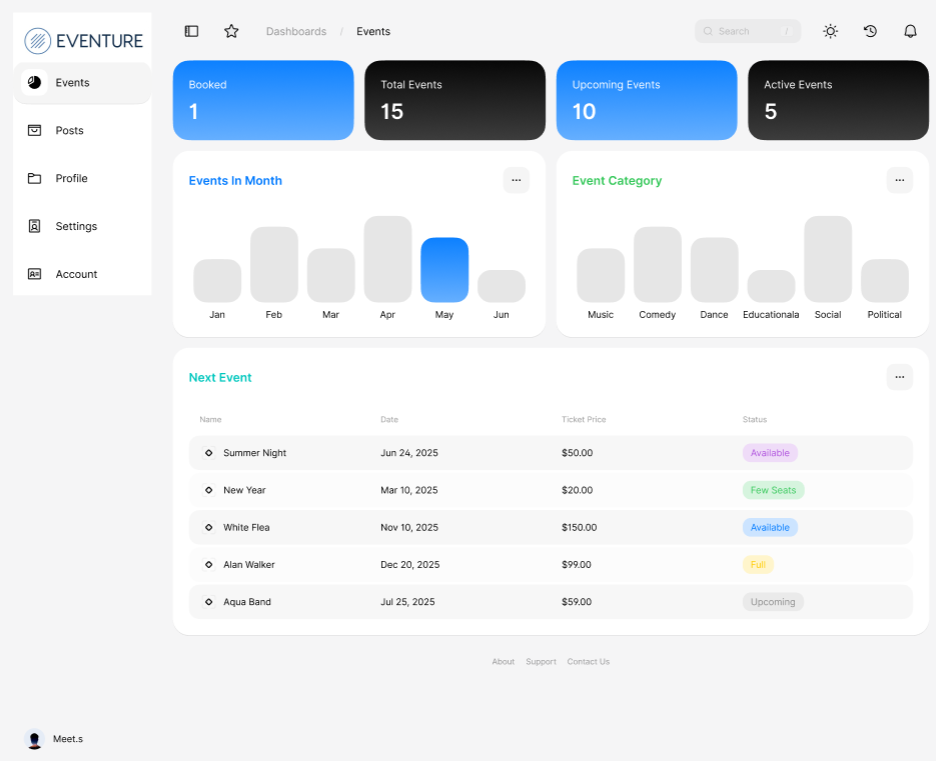 EVENTURE
Events
Posts
Profile
Settings
Account
Dashboards / Events
Search /
Booked
1
Total Events
15
Upcoming Events
10
Active Events
5
Events In Month
Jan Feb Mar Apr May Jun
Event Category
Music Comedy Dance Educationala Social Political
Next Event
Name Date Ticket Price Status
Summer Night Jun 24, 2025 $50.00 Available
New Year Mar 10, 2025 $20.00 Few Seats
White Flea Nov 10, 2025 $150.00 Available
Alan Walker Dec 20, 2025 $99.00 Full
Aqua Band Jul 25, 2025 $59.00 Upcoming
About Support Contact Us
Meet.s